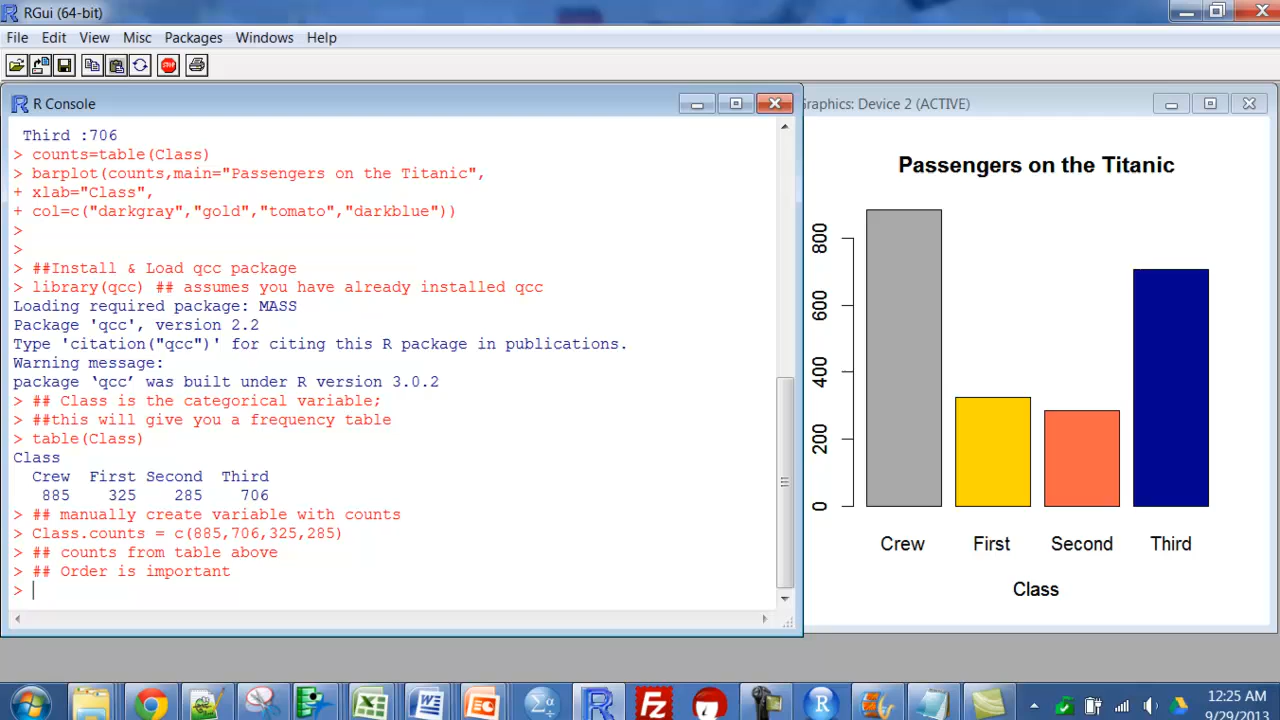 RGui (64-bit)
File Edit View Misc Packages Windows Help
STOP
R Console
Third :706
> counts=table(Class)
> barplot(counts,main="Passengers on the Titanic",
+ xlab="Class",
+ col=c("darkgray","gold","tomato","darkblue"))
>
>
> ##Install & Load qcc package
> library(qcc) ## assumes you have already installed qcc
Loading required package: MASS
Package 'qcc', version 2.2
Type 'citation("qcc")' for citing this R package in publications.
Warning message:
package ‘qcc’ was built under R version 3.0.2
> ## Class is the categorical variable;
> ##this will give you a frequency table
> table(Class)
Class
Crew First Second Third
885 325 285 706
> ## manually create variable with counts
> Class.counts = c(885,706,325,285)
> ## counts from table above
> ## Order is important
>
Graphics: Device 2 (ACTIVE)
Passengers on the Titanic
800
600
400
200
0
Crew First Second Third
Class
12:25 AM
9/29/2013